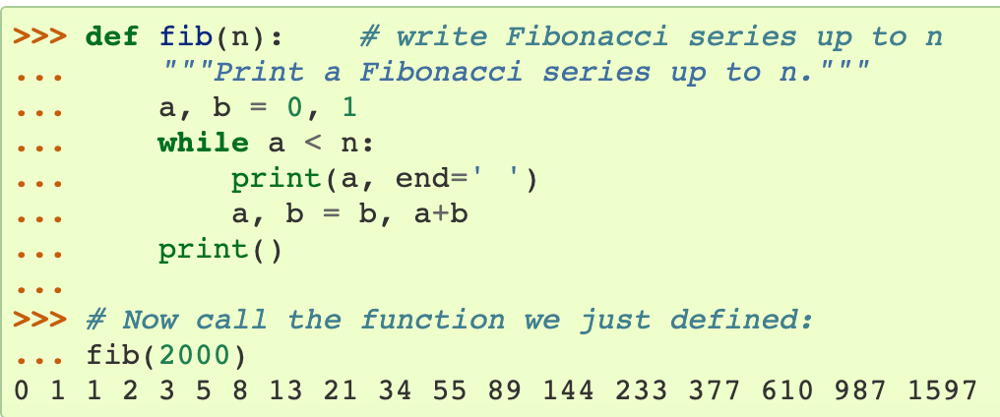 >>> def fib(n):    # write Fibonacci series up to n
...     """Print a Fibonacci series up to n."""
...     a, b = 0, 1
...     while a < n:
...         print(a, end=' ')
...         a, b = b, a+b
...     print()
...
>>> # Now call the function we just defined:
... fib(2000)
0 1 1 2 3 5 8 13 21 34 55 89 144 233 377 610 987 1597